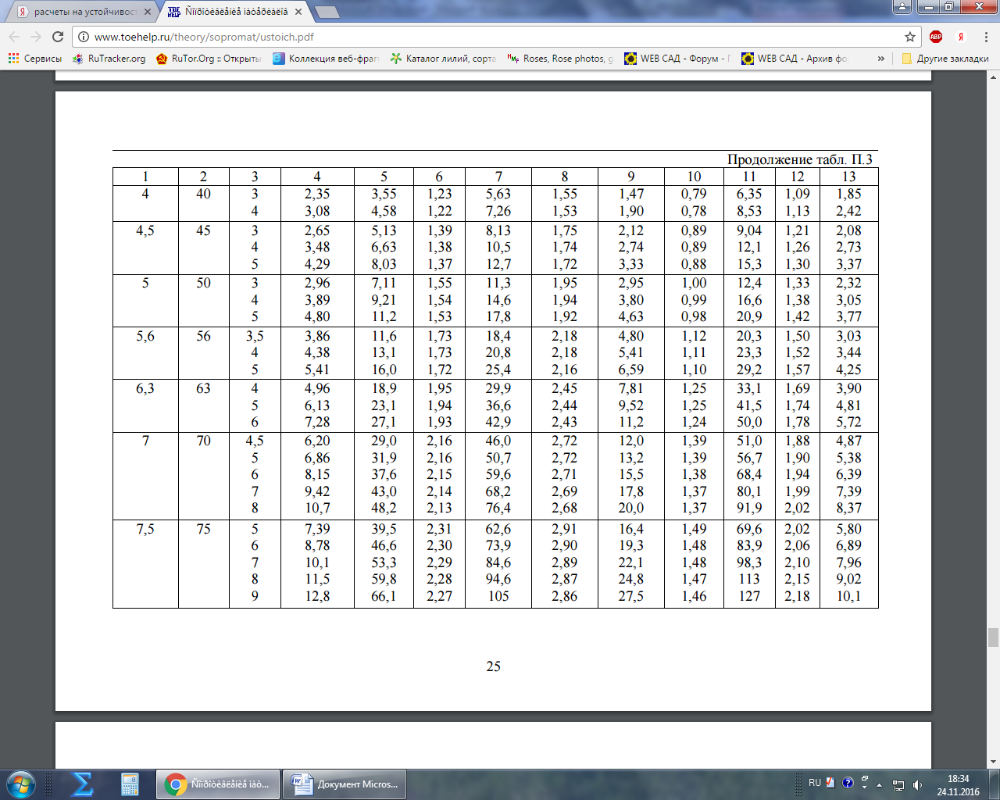 расчеты на устойчивост
Ñîïðîòèâëåíèå ìàòåðèàëîâ
www.toehelp.ru/theory/sopromat/ustoich.pdf
ABP
Я
Сервисы RuTracker.org RuTor.Org :: Открыты Коллекция веб-фраг Каталог лилий, сорта Roses, Rose photos, g WEB САД - Форум - Г WEB САД - Архив фо » Другие закладки
Продолжение табл. П.3
1 2 3 4 5 6 7 8 9 10 11 12 13
4 40 3 2,35 3,55 1,23 5,63 1,55 1,47 0,79 6,35 1,09 1,85
4 3,08 4,58 1,22 7,26 1,53 1,90 0,78 8,53 1,13 2,42
4,5 45 3 2,65 5,13 1,39 8,13 1,75 2,12 0,89 9,04 1,21 2,08
4 3,48 6,63 1,38 10,5 1,74 2,74 0,89 12,1 1,26 2,73
5 4,29 8,03 1,37 12,7 1,72 3,33 0,88 15,3 1,30 3,37
5 50 3 2,96 7,11 1,55 11,3 1,95 2,95 1,00 12,4 1,33 2,32
4 3,89 9,21 1,54 14,6 1,94 3,80 0,99 16,6 1,38 3,05
5 4,80 11,2 1,53 17,8 1,92 4,63 0,98 20,9 1,42 3,77
5,6 56 3,5 3,86 11,6 1,73 18,4 2,18 4,80 1,12 20,3 1,50 3,03
4 4,38 13,1 1,73 20,8 2,18 5,41 1,11 23,3 1,52 3,44
5 5,41 16,0 1,72 25,4 2,16 6,59 1,10 29,2 1,57 4,25
6,3 63 4 4,96 18,9 1,95 29,9 2,45 7,81 1,25 33,1 1,69 3,90
5 6,13 23,1 1,94 36,6 2,44 9,52 1,25 41,5 1,74 4,81
6 7,28 27,1 1,93 42,9 2,43 11,2 1,24 50,0 1,78 5,72
7 70 4,5 6,20 29,0 2,16 46,0 2,72 12,0 1,39 51,0 1,88 4,87
5 6,86 31,9 2,16 50,7 2,72 13,2 1,39 56,7 1,90 5,38
6 8,15 37,6 2,15 59,6 2,71 15,5 1,38 68,4 1,94 6,39
7 9,42 43,0 2,14 68,2 2,69 17,8 1,37 80,1 1,99 7,39
8 10,7 48,2 2,13 76,4 2,68 20,0 1,37 91,9 2,02 8,37
7,5 75 5 7,39 39,5 2,31 62,6 2,91 16,4 1,49 69,6 2,02 5,80
6 8,78 46,6 2,30 73,9 2,90 19,3 1,48 83,9 2,06 6,89
7 10,1 53,3 2,29 84,6 2,89 22,1 1,48 98,3 2,10 7,96
8 11,5 59,8 2,28 94,6 2,87 24,8 1,47 113 2,15 9,02
9 12,8 66,1 2,27 105 2,86 27,5 1,46 127 2,18 10,1
25
Документ Micros... RU 18:34
24.11.2016